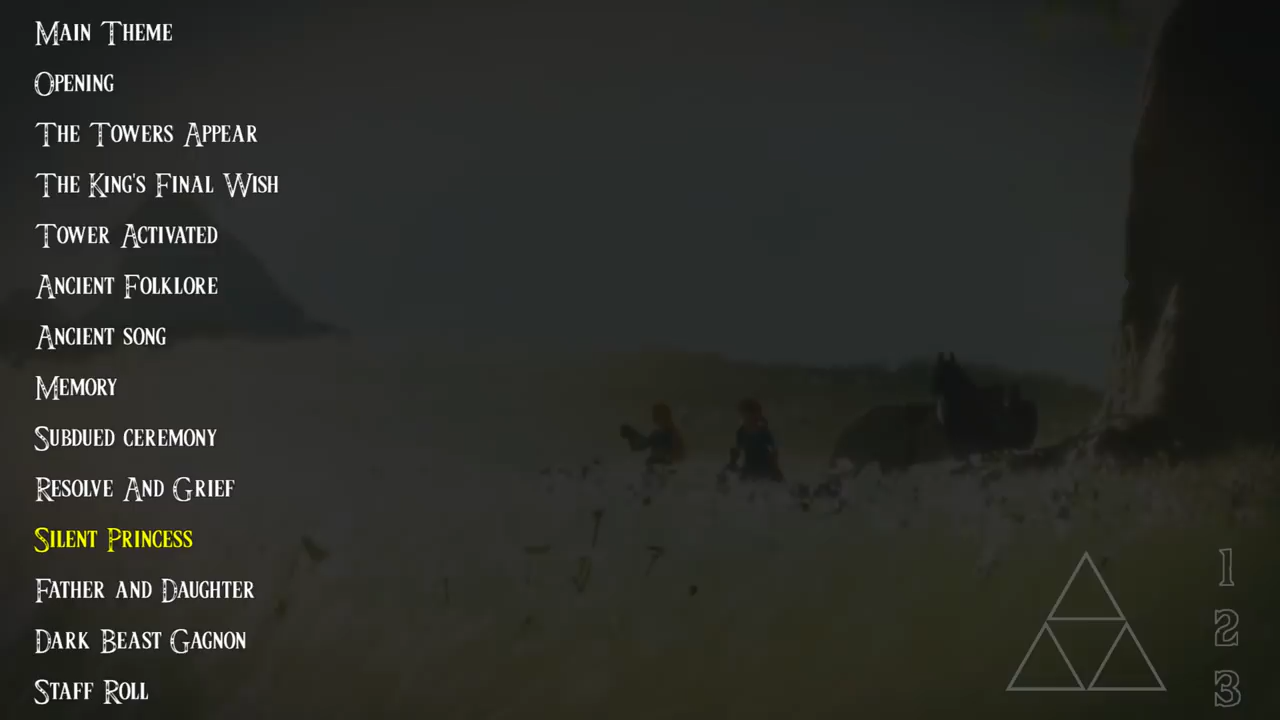 Main Theme
Opening
The Towers Appear
The King's Final Wish
Tower Activated
Ancient Folklore
Ancient song
Memory
Subdued ceremony
Resolve And Grief
Silent Princess
Father and Daughter
Dark Beast Gagnon
Staff Roll
1
2
3